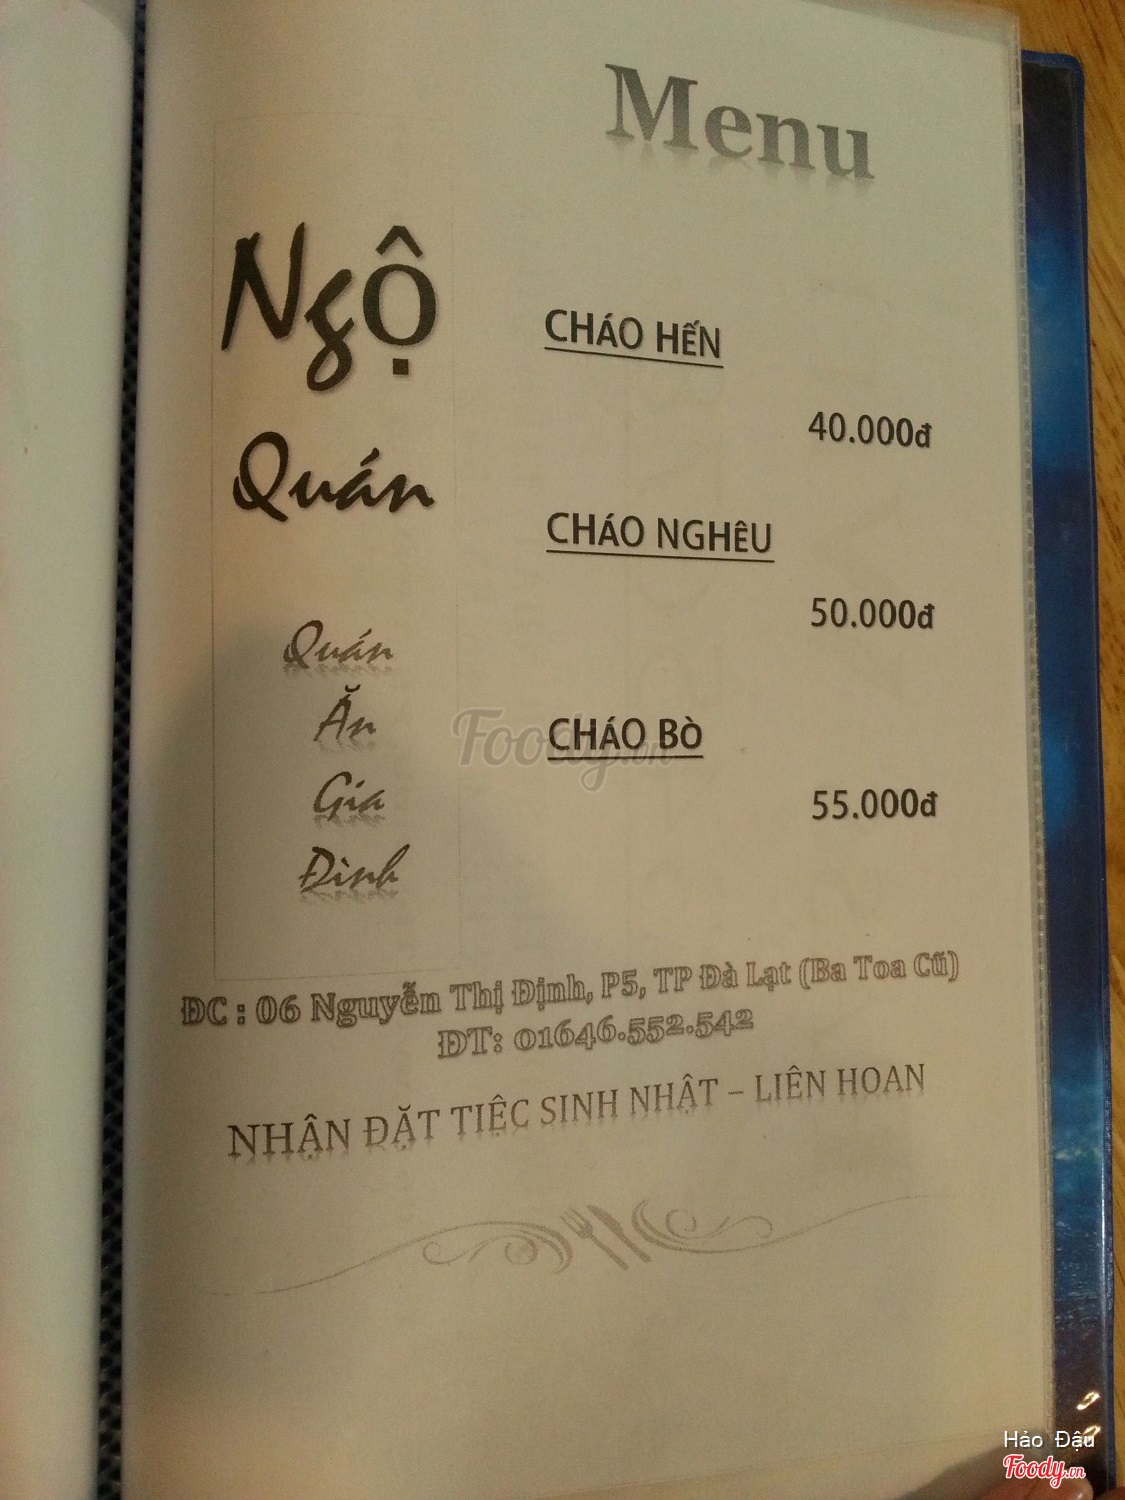 Menu
Ngộ
Quán
Quán
Ăn
Gia
Đình
CHÁO HẾN
40.000đ
CHÁO NGHÊU
50.000đ
CHÁO BÒ
55.000đ
ĐC : 06 Nguyễn Thị Định, P5, TP Đà Lạt (Ba Toa Cũ)
ĐT: 01646.552.542
NHẬN ĐẶT TIỆC SINH NHẬT – LIÊN HOAN
Foody.vn
Hảo Đậu
Foody.vn